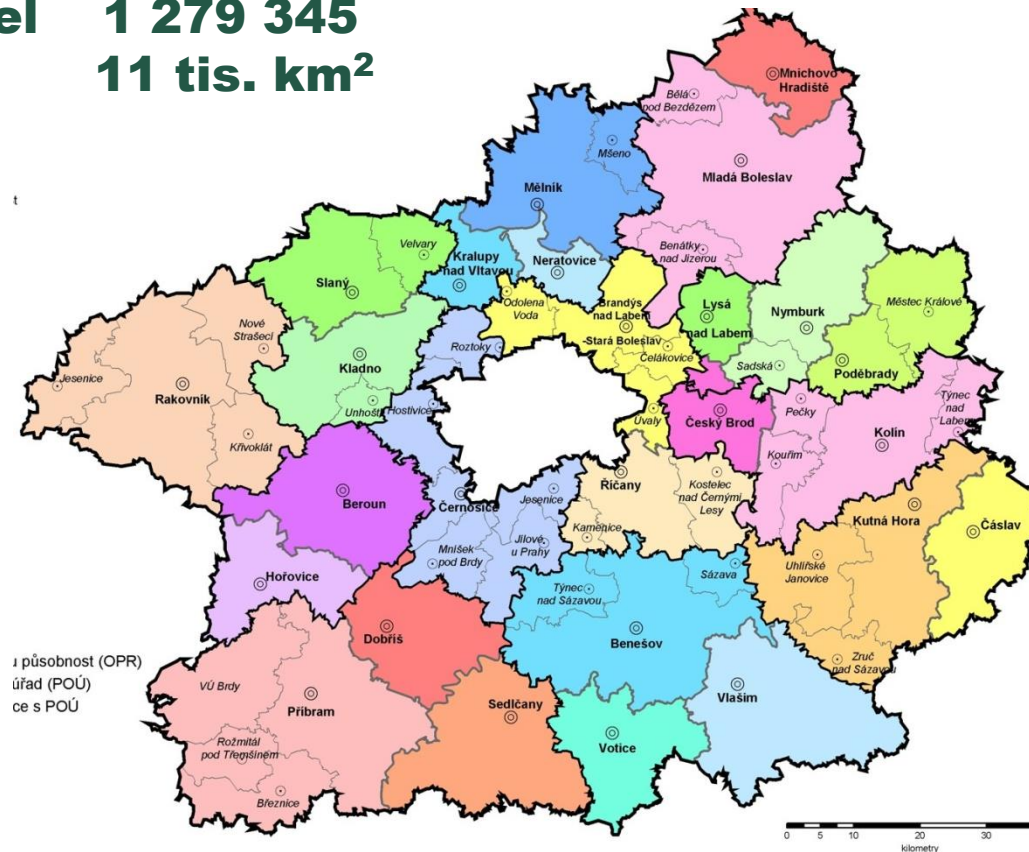 el 1 279 345
11 tis. km²
Mnichovo
Hradiště
Bělá
pod Bezdězem
Mšeno
Mladá Boleslav
Mělník
Benátky
nad Jizerou
Velvary
Kralupy
nad Vltavou
Neratovice
Slaný
Odolena
Voda
Brandýs
nad Labem
Stará Boleslav
Čelákovice
Lysá
nad Labem
Nymburk
Městec Králové
Nové
Strašecí
Roztoky
Sadská
Poděbrady
Jesenice
Rakovník
Kladno
Unhošť
Hostivice
Úvaly
Český Brod
Pečky
Týnec
nad
Labem
Kolín
Kouřim
Křivoklát
Beroun
Černošice
Jesenice
Říčany
Kostelec
nad Černými
Lesy
Kutná Hora
Čáslav
Kamenice
Mníšek
pod Brdy
Jílové
u Prahy
Uhlířské
Janovice
Hořovice
Týnec
nad Sázavou
Sázava
Dobříš
Benešov
Zruč
nad Sázavou
působnost (OPR)
úřad (POÚ)
ce s POÚ
VÚ Brdy
Příbram
Sedlčany
Vlašim
Votice
Rožmitál
pod Třemšínem
Březnice
0 5 10 20 30
kilometry